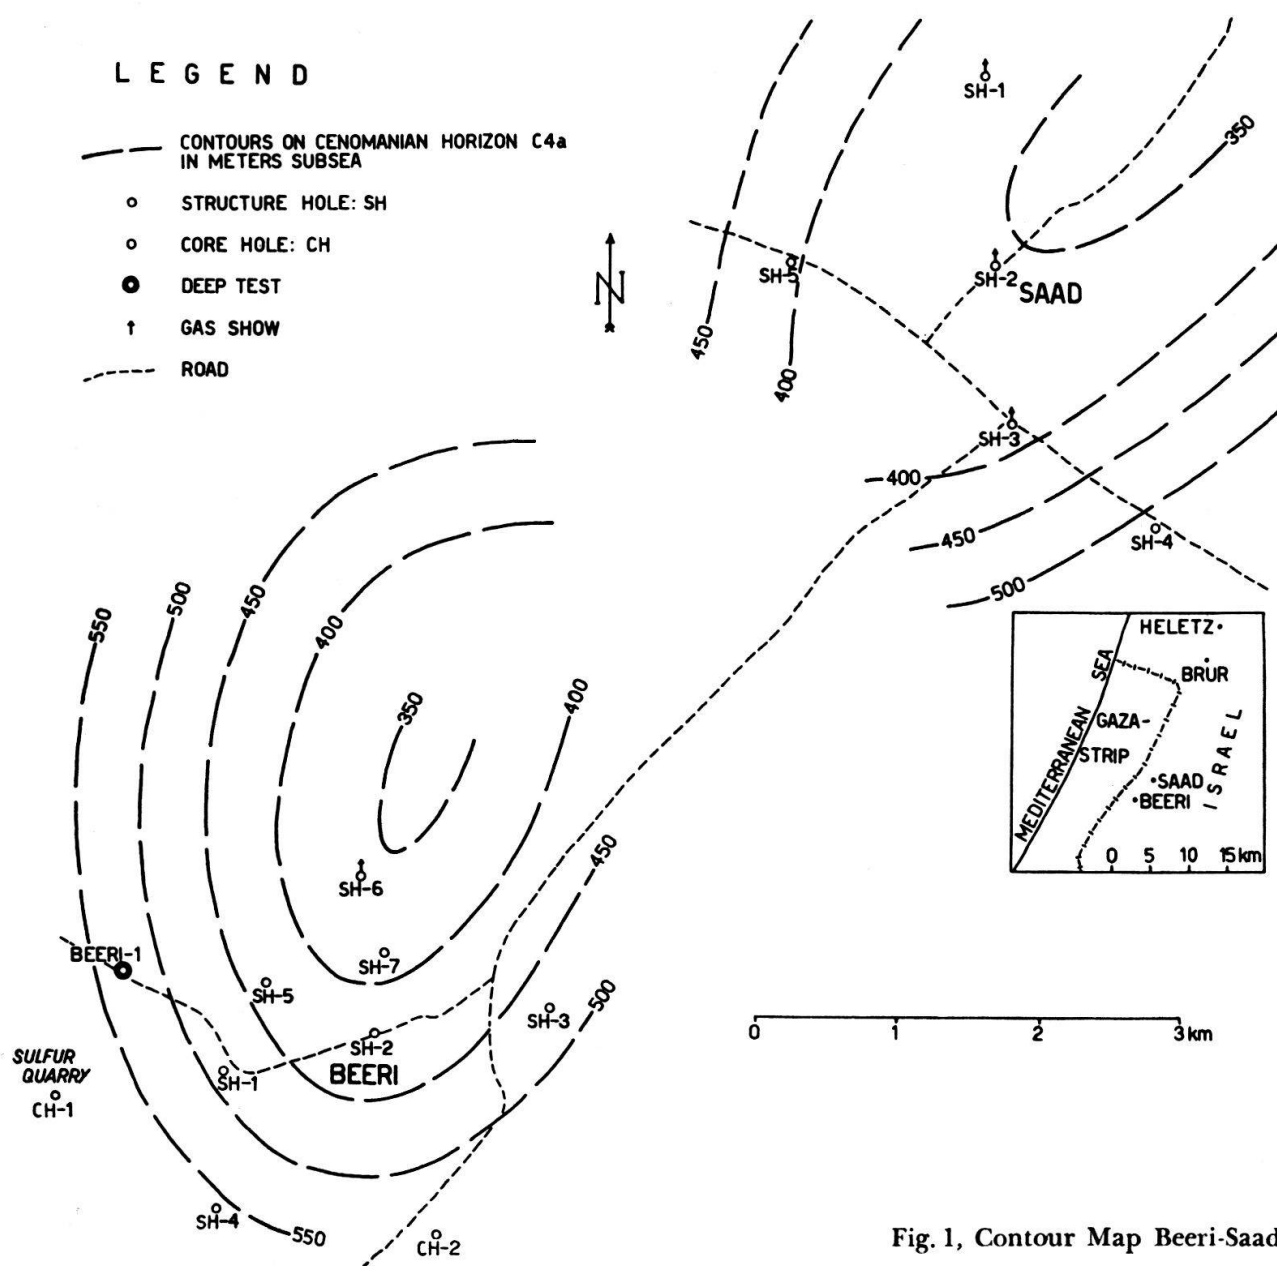 L E G E N D
CONTOURS ON CENOMANIAN HORIZON C4a
IN METERS SUBSEA
STRUCTURE HOLE: SH
CORE HOLE: CH
DEEP TEST
GAS SHOW
ROAD
N
SH-1
350
SH-5
SH-2
SAAD
450
400
SH-3
400
450
SH-4
500
550
500
450
400
350
400
450
500
550
SH-6
BEERI-1
SH-7
SH-5
SH-3
SH-2
BEERI
SH-1
SULFUR
QUARRY
CH-1
SH-4
CH-2
HELETZ
BRUR
MEDITERRANEAN SEA
GAZA
STRIP
ISRAEL
SAAD
BEERI
0 5 10 15 km
0 1 2 3 km
Fig. 1, Contour Map Beeri-Saad